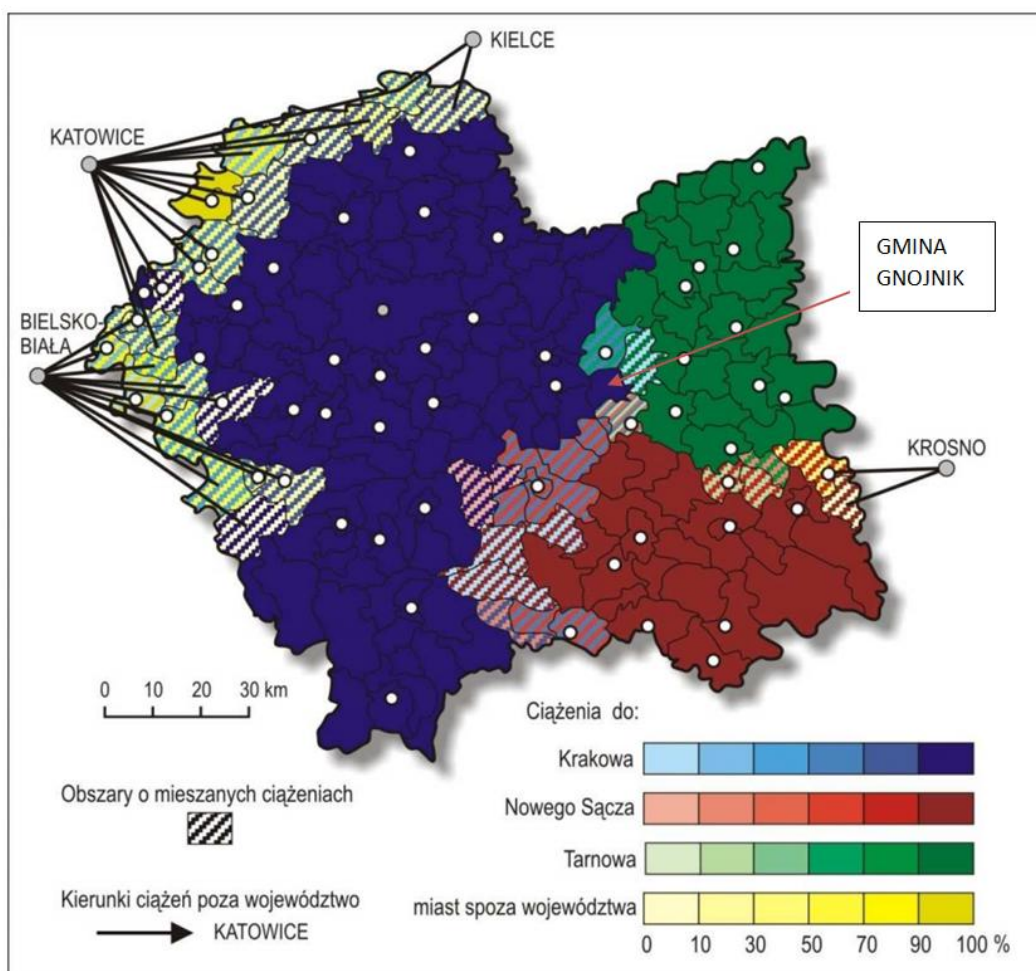 KIELCE
KATOWICE
GMINA
GNOJNIK
BIELSKO-
BIAŁA
KROSNO
0 10 20 30 km
Ciążenia do:
Krakowa
Obszary o mieszanych ciążeniach
Nowego Sącza
Tarnowa
Kierunki ciążeń poza województwo
miast spoza województwa
KATOWICE
0 10 30 50 70 90 100 %